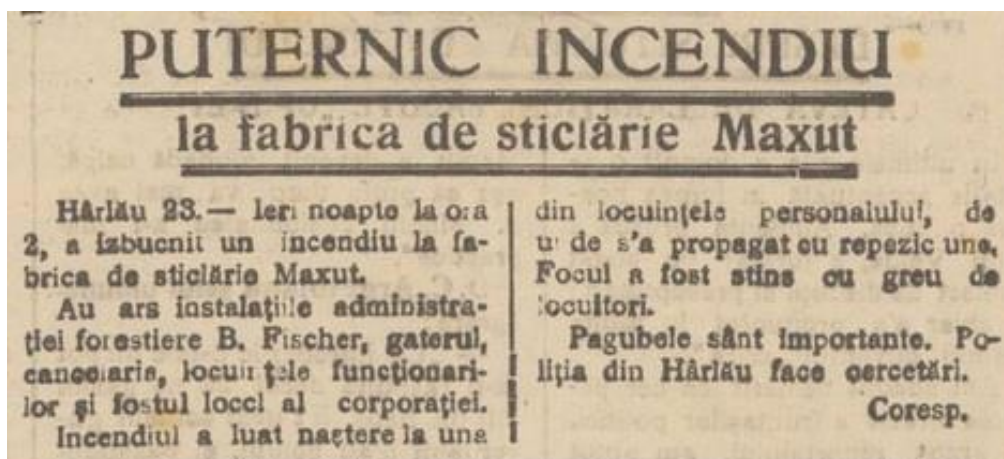 PUTERNIC INCENDIU
la fabrica de sticlărie Maxut
Hârlău 23.— Ieri noapte la ora
2, a izbucnit un incendiu la fa-
brica de sticlărie Maxut.
Au ars instalațiile administra-
ției forestiere B. Fischer, gaterul,
cancelaria, locuințele funcționari-
lor și fostul local al corporației.
Incendiul a luat naștere la una
din locuințele personalului, de
unde s'a propagat cu repeziciune.
Focul a fost stins cu greu de
locuitori.
Pagubele sânt importante. Po-
liția din Hârlău face cercetări.
Coresp.